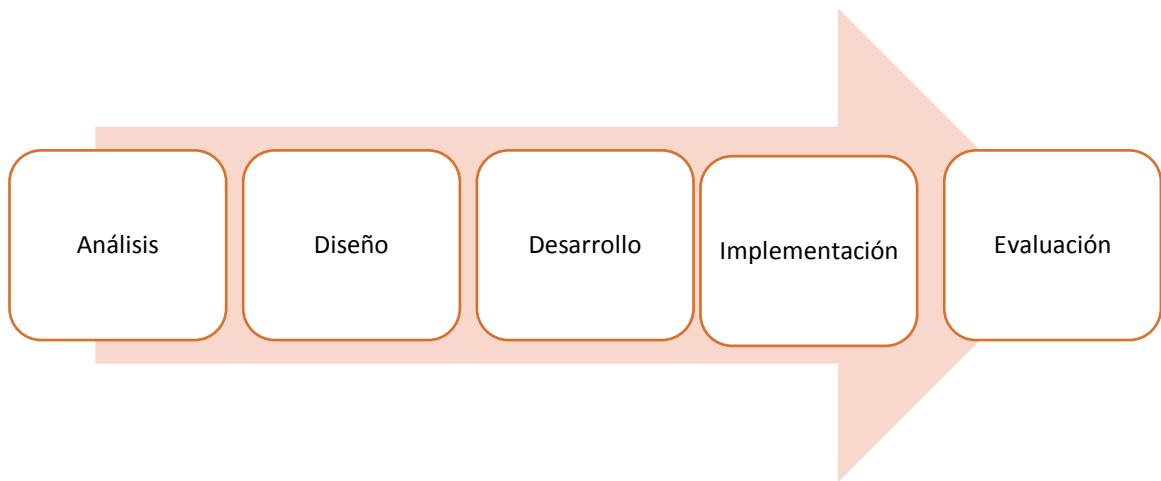 Análisis
Diseño
Desarrollo
Implementación
Evaluación